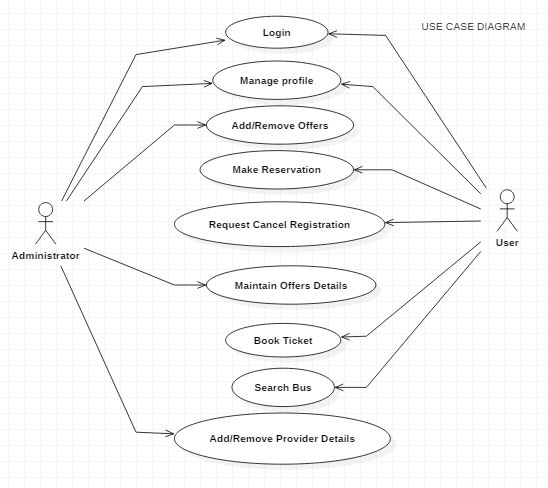 USE CASE DIAGRAM
Login
Manage profile
Add/Remove Offers
Make Reservation
Request Cancel Registration
Administrator
User
Maintain Offers Details
Book Ticket
Search Bus
Add/Remove Provider Details